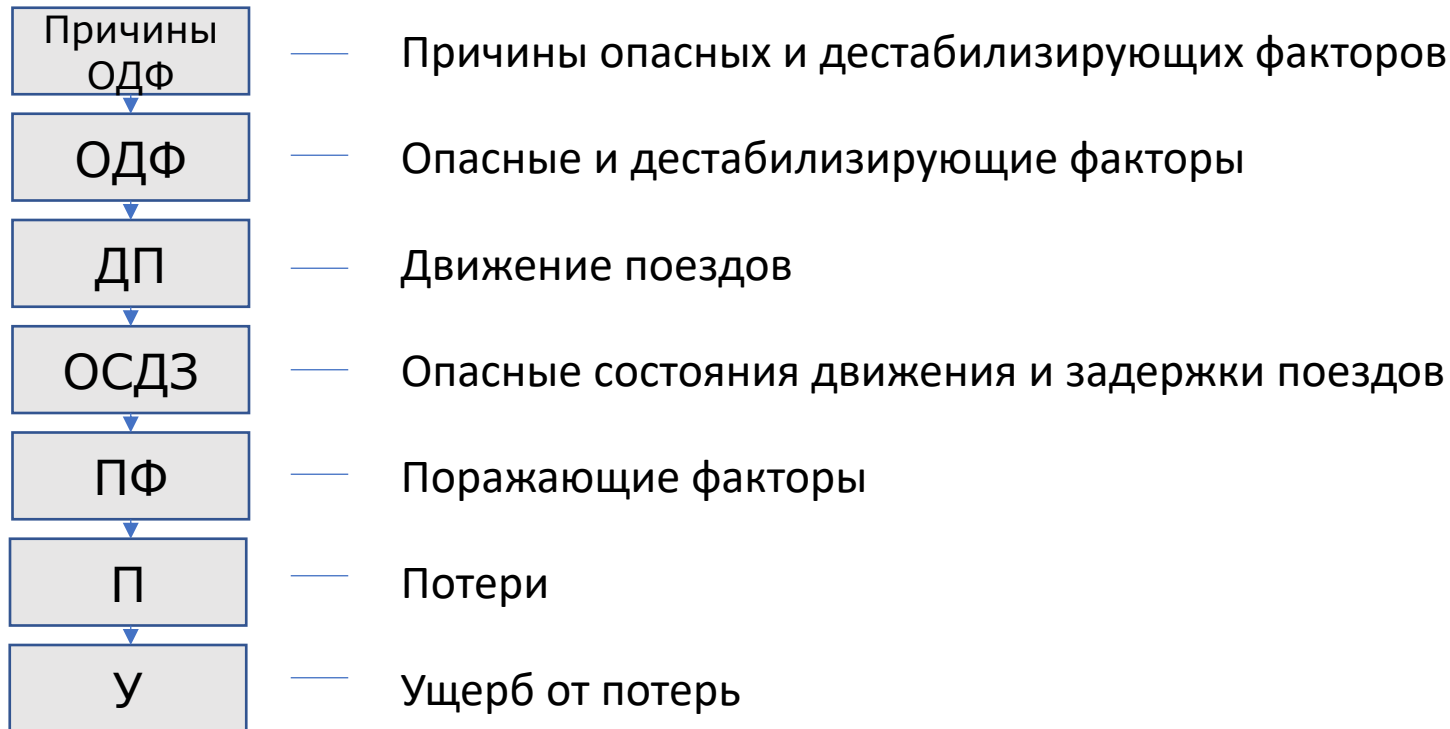 Причины
ОДФ
Причины опасных и дестабилизирующих факторов
ОДФ
Опасные и дестабилизирующие факторы
ДП
Движение поездов
ОСДЗ
Опасные состояния движения и задержки поездов
ПФ
Поражающие факторы
П
Потери
У
Ущерб от потерь